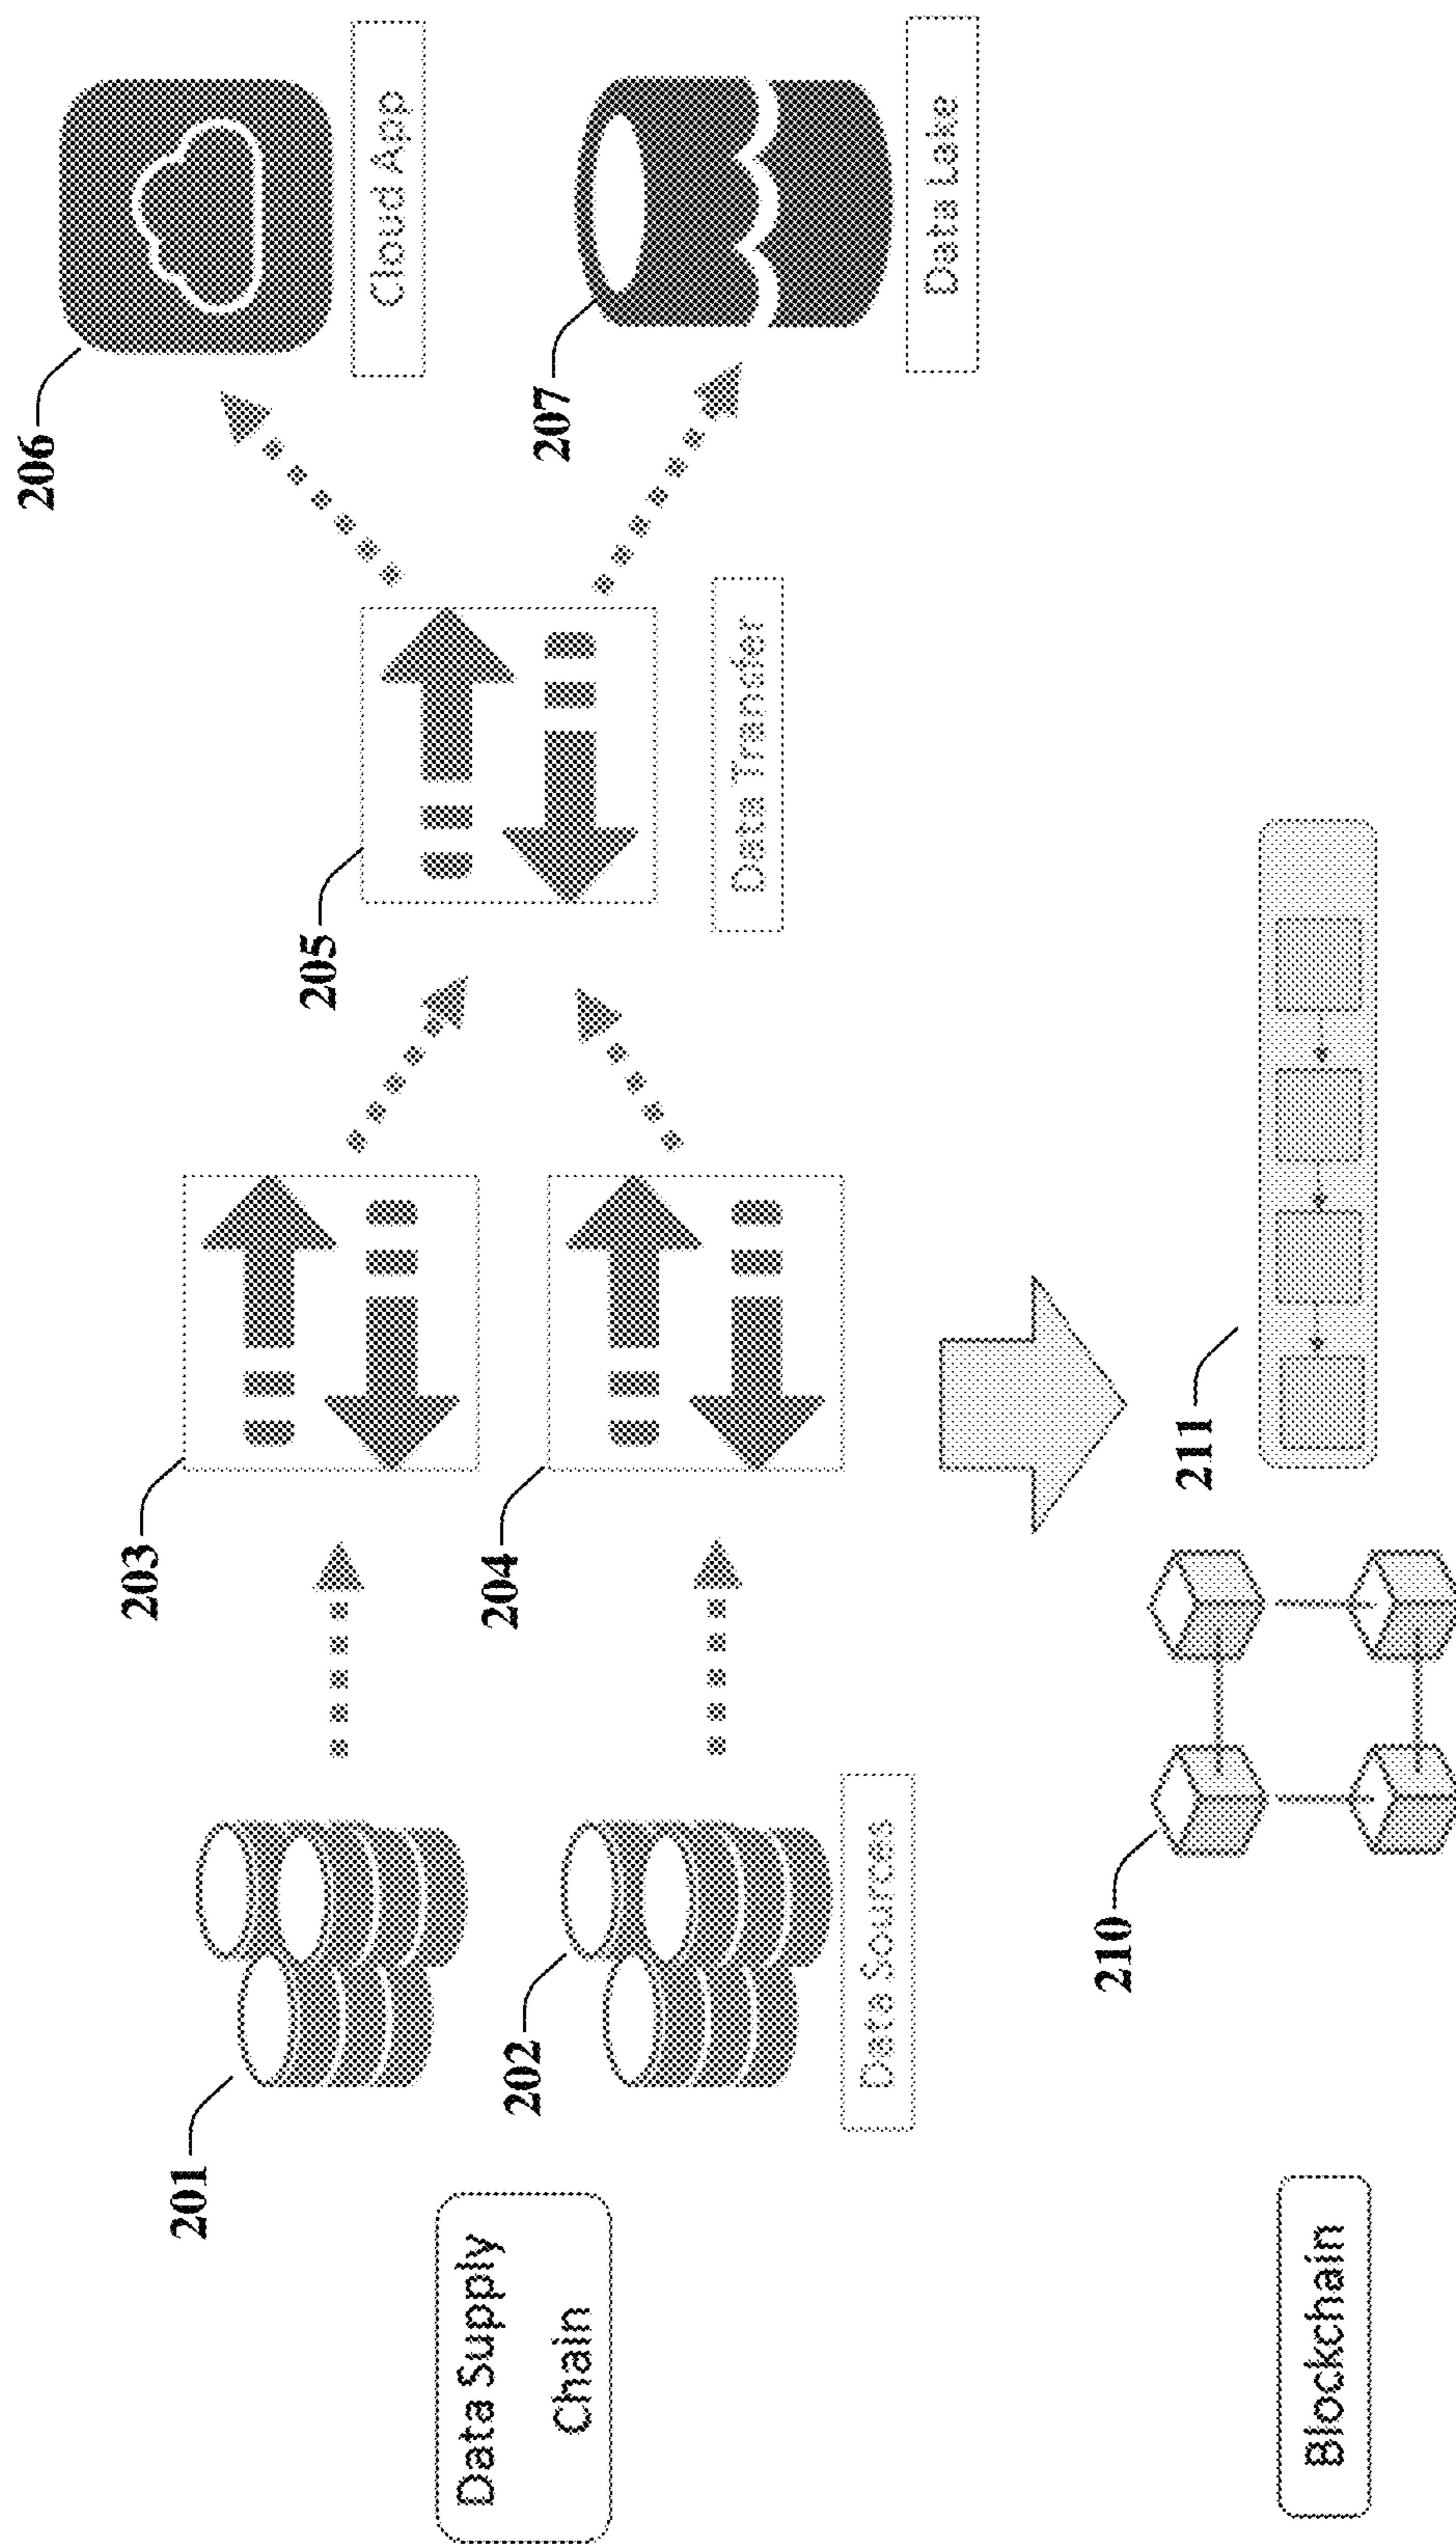 206
Cloud App
201
203
205
Data Supply
Chain
202
204
207
Data Sources
Data Trander
Data Lake
210
211
Blockchain